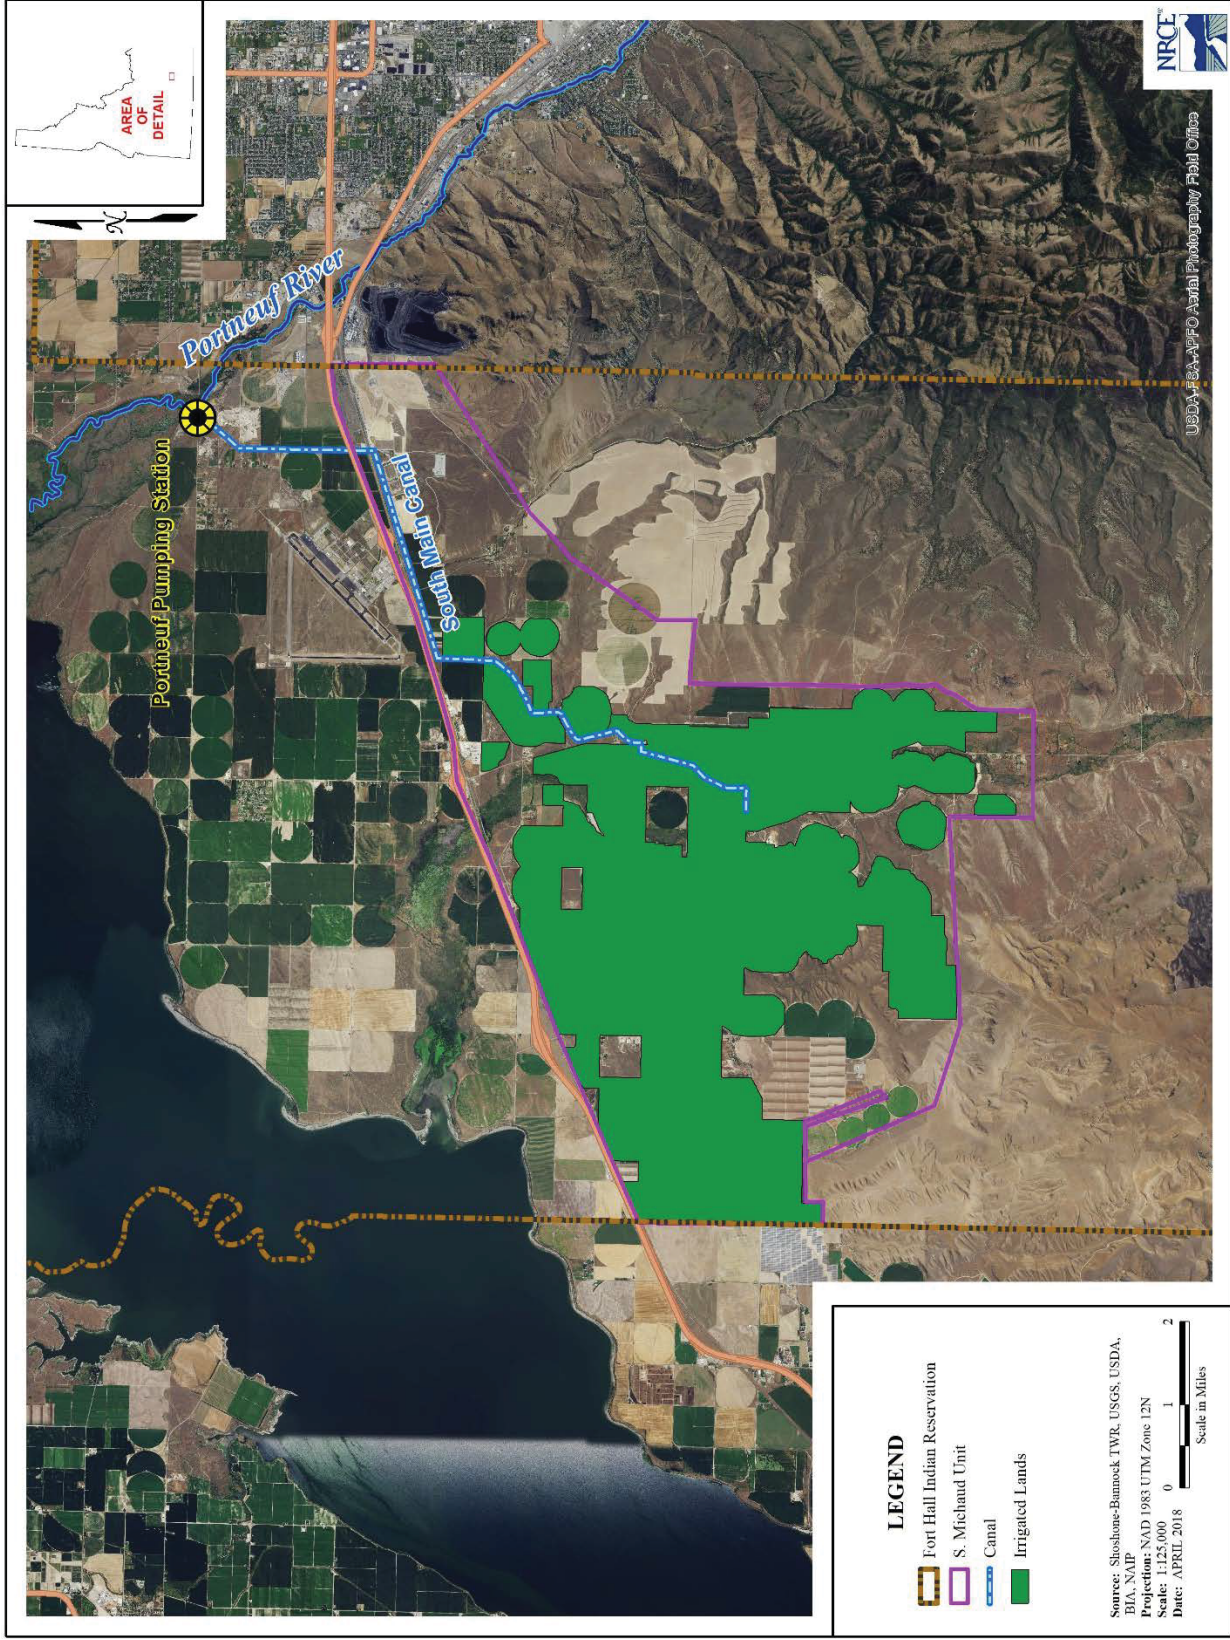 AREA
OF
DETAIL
N
NRCE
Portneuf River
Portneuf Pumping Station
South Main Canal
USDA-FSA-APFO Aerial Photography Field Office
LEGEND
Fort Hall Indian Reservation
S. Michaud Unit
Canal
Irrigated Lands
Source: Shoshone-Bannock TWR, USGS, USDA,
BIA, NAIP
Projection: NAD 1983 UTM Zone 12N
Scale: 1:125,000
Date: APRIL 2018
0 1 2
Scale in Miles